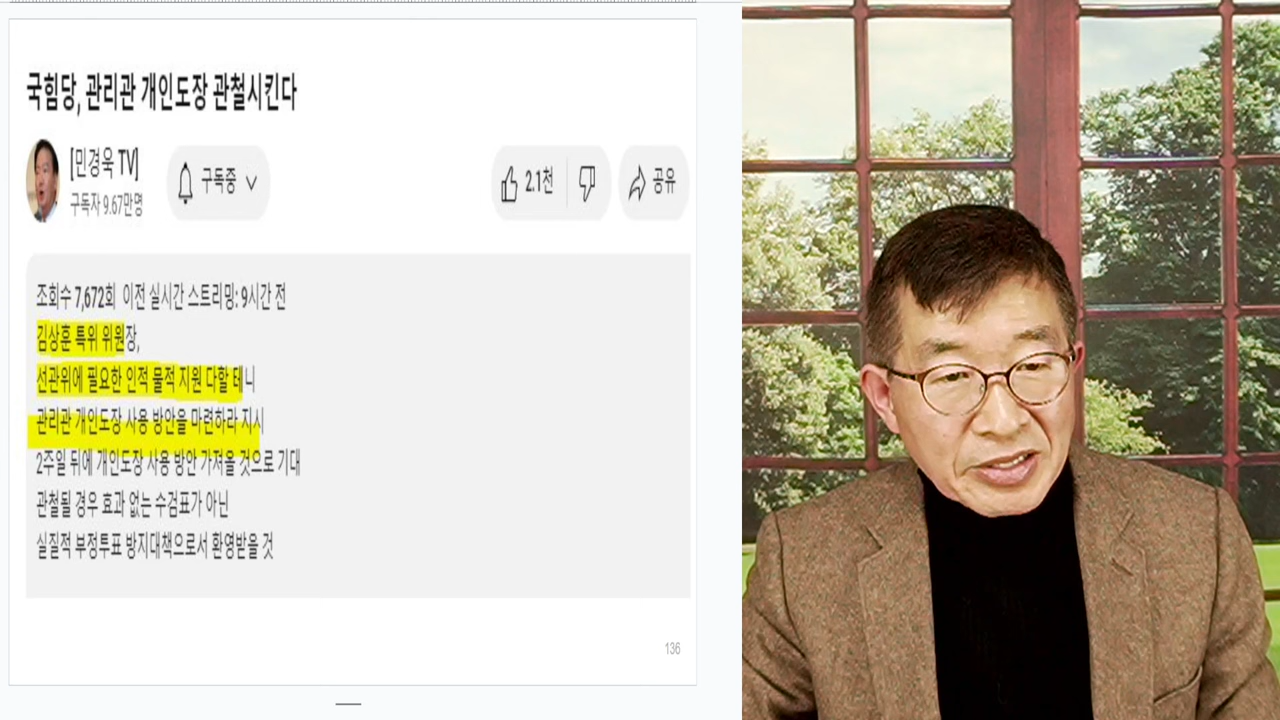 국힘당, 관리관 개인도장 관철시킨다
[민경욱 TV]
구독자 9.67만명
구독중
2.1천
공유
조회수 7,672회 이전 실시간 스트리밍: 9시간 전
김상훈 특위 위원장,
선관위에 필요한 인적 물적 지원 다할 테니
관리관 개인도장 사용 방안을 마련하라 지시
2주일 뒤에 개인도장 사용 방안 가져올 것으로 기대
관철될 경우 효과 없는 수검표가 아닌
실질적 부정투표 방지대책으로서 환영받을 것
136